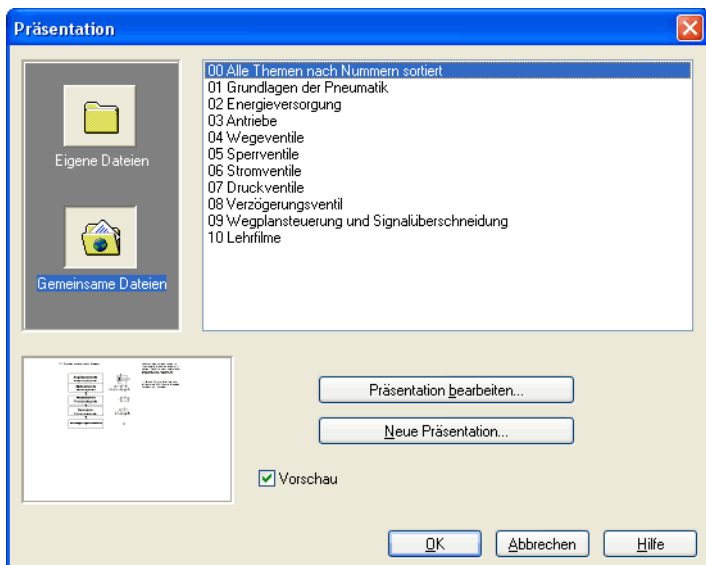 Präsentation
Eigene Dateien
Gemeinsame Dateien
00 Alle Themen nach Nummern sortiert
01 Grundlagen der Pneumatik
02 Energieversorgung
03 Antriebe
04 Wegeventile
05 Sperrventile
06 Stromventile
07 Druckventile
08 Verzögerungsventil
09 Wegplansteuerung und Signalüberschneidung
10 Lehrfilme
Präsentation bearbeiten...
Neue Präsentation...
Vorschau
OK
Abbrechen
Hilfe